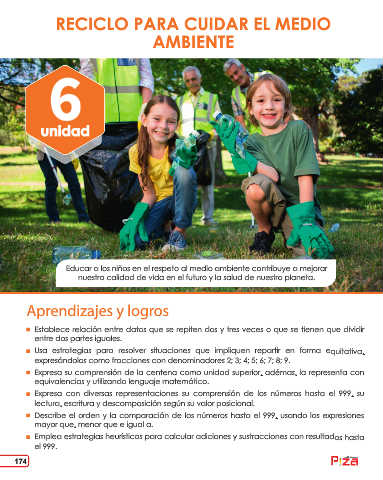 RECICLO PARA CUIDAR EL MEDIO
AMBIENTE
6
unidad
Educar a los niños en el respeto al medio ambiente contribuye a mejorar
nuestra calidad de vida en el futuro y la salud de nuestro planeta.
Aprendizajes y logros
Establece relación entre datos que se repiten dos y tres veces o que se tienen que dividir
entre dos partes iguales.
Usa estrategias para resolver situaciones que impliquen repartir en forma equitativa,
expresándolas como fracciones con denominadores 2; 3; 4; 5; 6; 7; 8; 9.
Expresa su comprensión de la centena como unidad superior, además, la representa con
equivalencias y utilizando lenguaje matemático.
Expresa con diversas representaciones su comprensión de los números hasta el 999, su
lectura, escritura y descomposición según su valor posicional.
Describe el orden y la comparación de los números hasta el 999, usando las expresiones
mayor que, menor que e igual a.
Emplea estrategias heurísticas para calcular adiciones y sustracciones con resultados hasta
el 999.
174
Pizza